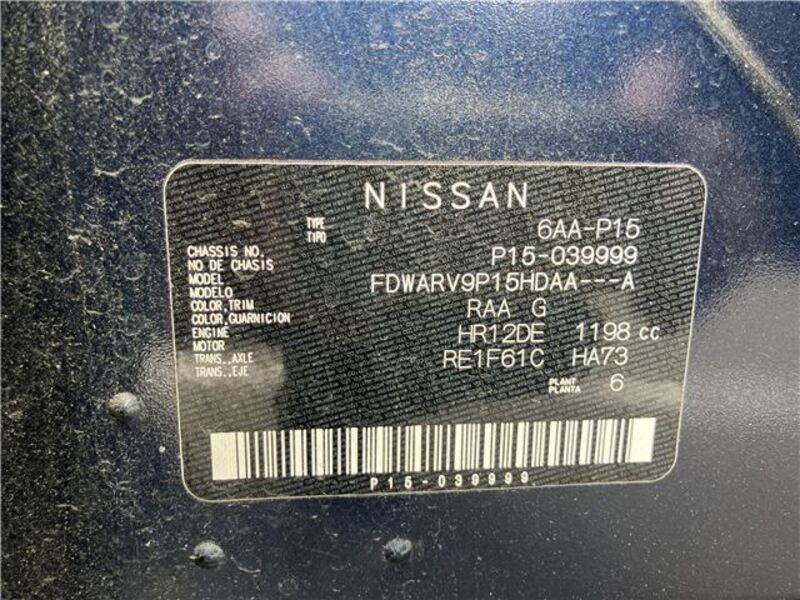 NISSAN
TYPE
TIPO 6AA-P15
CHASSIS NO.
NO DE CHASIS P15-039999
MODEL
MODELO FDWARV9P15HDAA---A
COLOR,TRIM
COLOR,GUARNICION RAA G
ENGINE
MOTOR HR12DE 1198 cc
TRANS.,AXLE
TRANS.,EJE RE1F61C HA73
PLANT
PLANTA 6
P15-039999